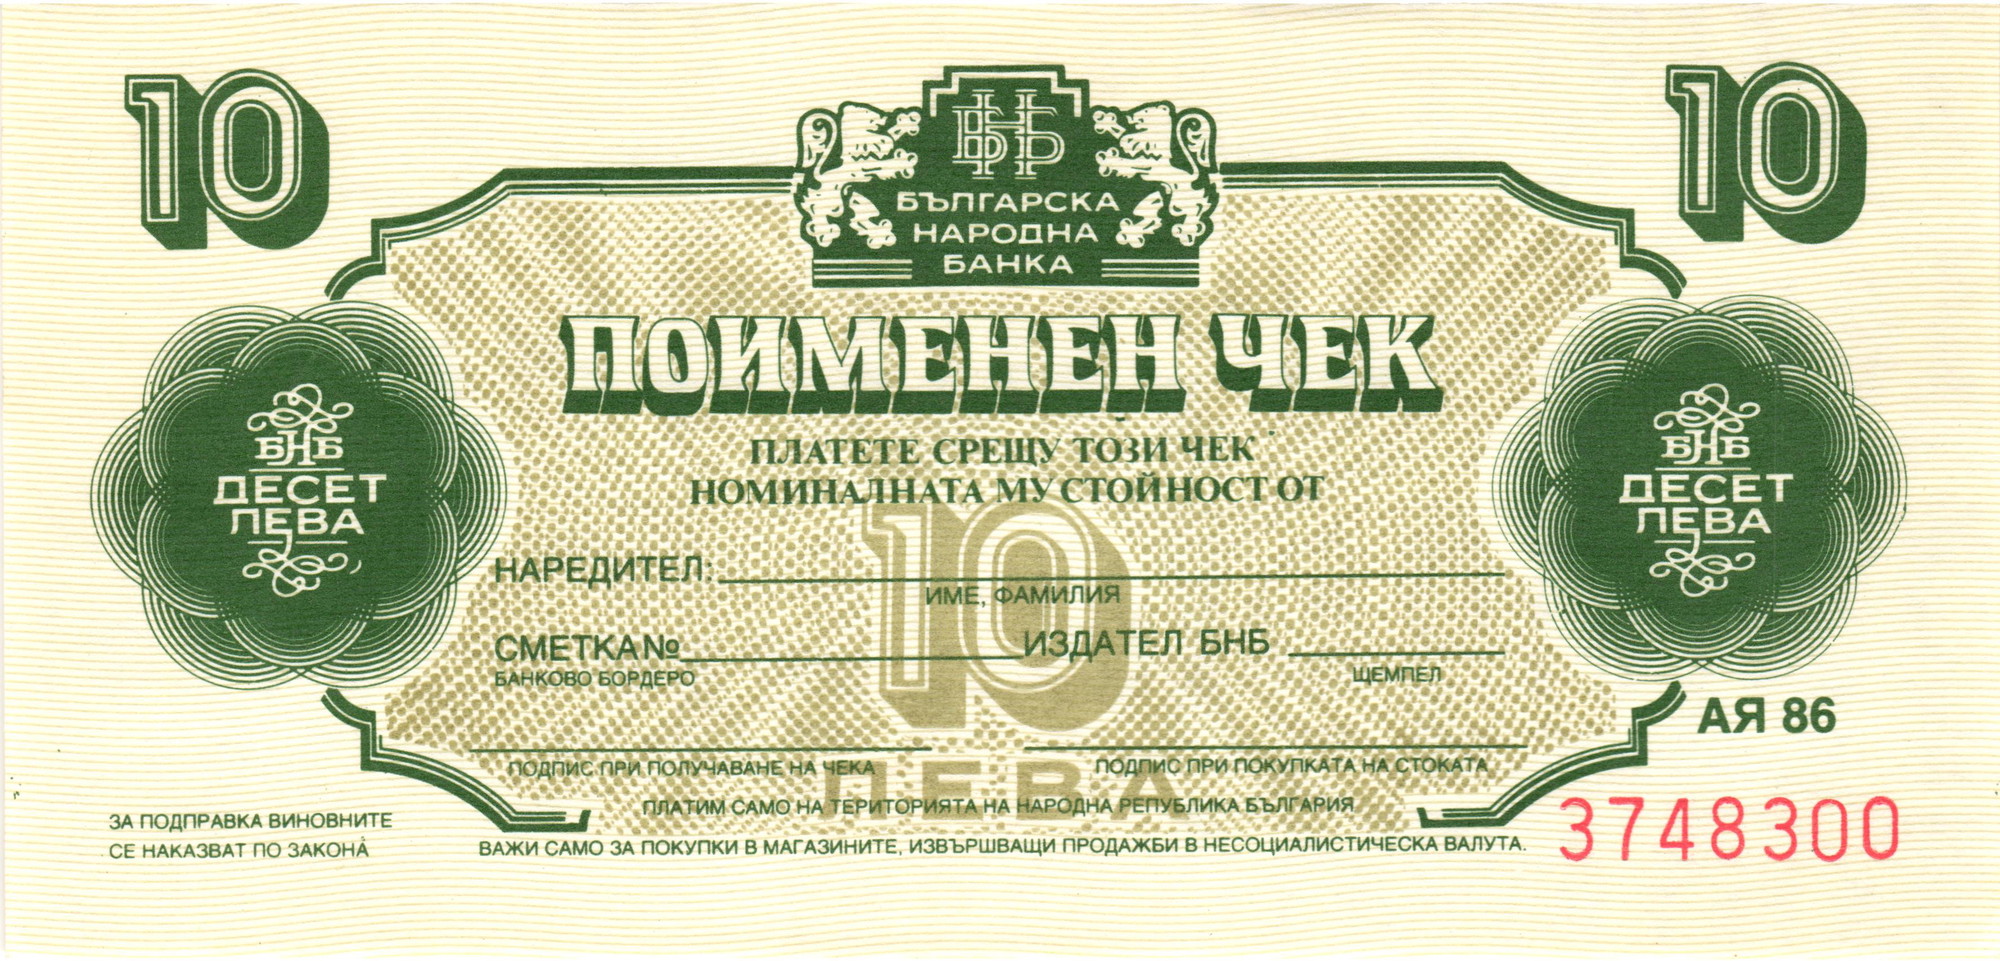 10
10
БНБ
БЪЛГАРСКА
НАРОДНА
БАНКА
ПОИМЕНЕН ЧЕК
ПЛАТЕТЕ СРЕЩУ ТОЗИ ЧЕК
НОМИНАЛНАТА МУ СТОЙНОСТ ОТ
БНБ
ДЕСЕТ
ЛЕВА
БНБ
ДЕСЕТ
ЛЕВА
10
ЛЕВА
НАРЕДИТЕЛ:
ИМЕ, ФАМИЛИЯ
СМЕТКА № ИЗДАТЕЛ БНБ
БАНКОВО БОРДЕРО ЩЕМПЕЛ
АЯ 86
ПОДПИС ПРИ ПОЛУЧАВАНЕ НА ЧЕКА ПОДПИС ПРИ ПОКУПКАТА НА СТОКАТА
ПЛАТИМ САМО НА ТЕРИТОРИЯТА НА НАРОДНА РЕПУБЛИКА БЪЛГАРИЯ
ЗА ПОДПРАВКА ВИНОВНИТЕ
СЕ НАКАЗВАТ ПО ЗАКОНА
ВАЖИ САМО ЗА ПОКУПКИ В МАГАЗИНИТЕ, ИЗВЪРШВАЩИ ПРОДАЖБИ В НЕСОЦИАЛИСТИЧЕСКА ВАЛУТА.
3748300